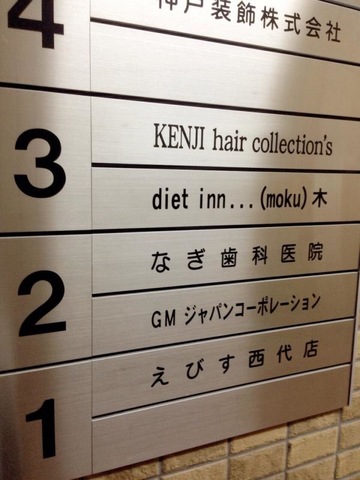 4
神戸装飾株式会社
3
KENJI hair collection's
diet inn...(moku)木
2
なぎ歯科医院
GM ジャパンコーポレーション
1
えびす西代店